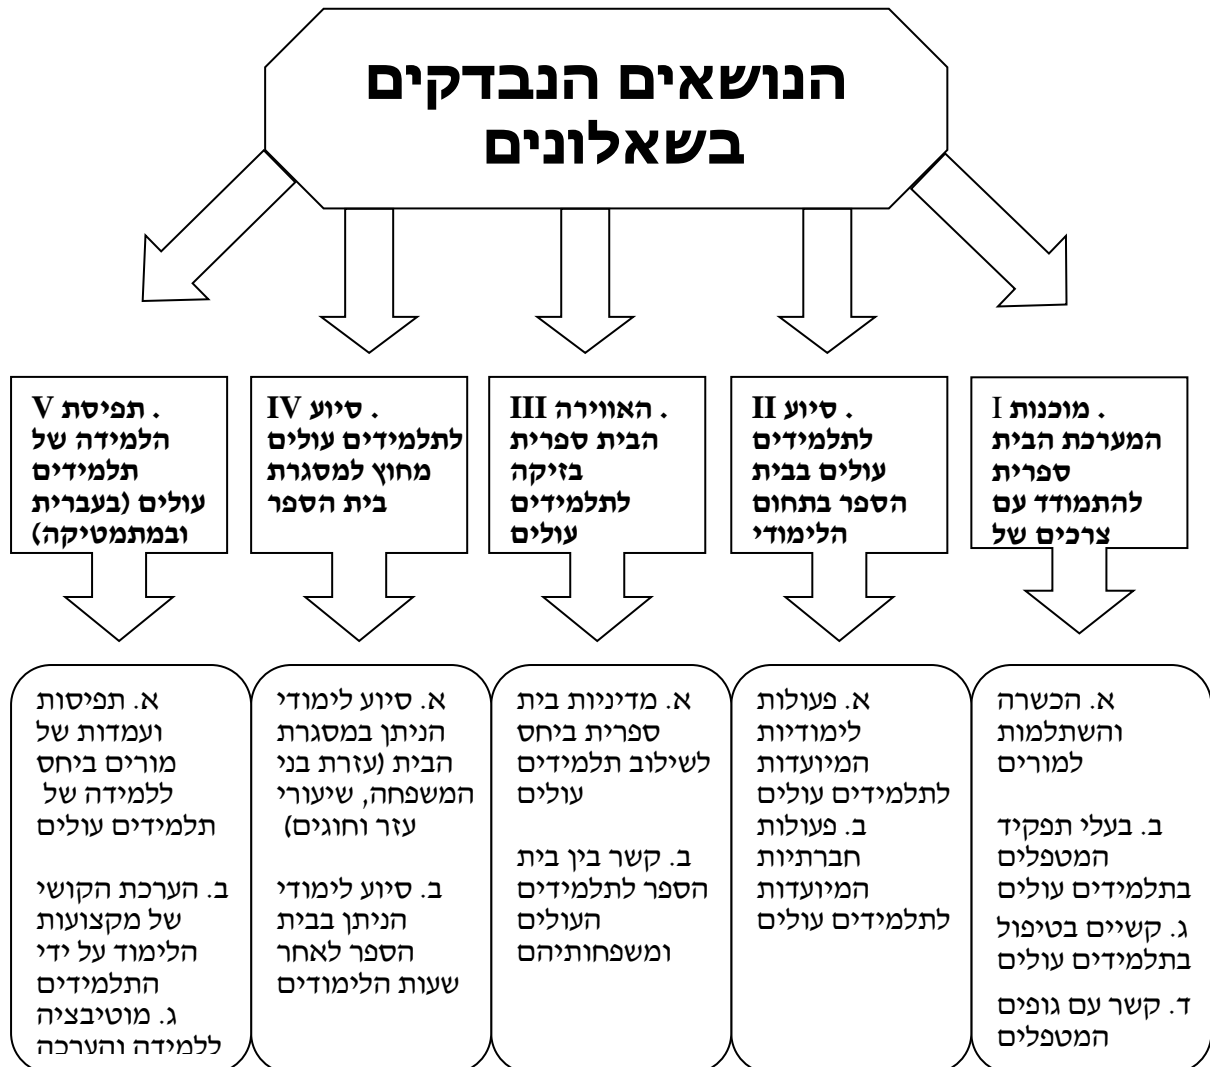 הנושאים הנבדקים
בשאלונים
I . מוכנות
המערכת הבית
ספרית
להתמודד עם
צרכים של
II . סיוע
לתלמידים
עולים בבית
הספר בתחום
הלימודי
III . האווירה
הבית ספרית
בזיקה
לתלמידים
עולים
IV . סיוע
לתלמידים עולים
מחוץ למסגרת
בית הספר
V . תפיסת
הלמידה של
תלמידים
עולים (בעברית
ובמתמטיקה)
א. הכשרה
והשתלמות
למורים
ב. בעלי תפקיד
המטפלים
בתלמידים עולים
ג. קשיים בטיפול
בתלמידים עולים
ד. קשר עם גופים
המטפלים
א. פעולות
לימודיות
המיועדות
לתלמידים עולים
ב. פעולות
חברתיות
המיועדות
לתלמידים עולים
א. מדיניות בית
ספרית ביחס
לשילוב תלמידים
עולים
ב. קשר בין בית
הספר לתלמידים
העולים
ומשפחותיהם
א. סיוע לימודי
הניתן במסגרת
הבית (עזרת בני
המשפחה, שיעורי
עזר וחוגים)
ב. סיוע לימודי
הניתן בבית
הספר לאחר
שעות הלימודים
א. תפיסות
ועמדות של
מורים ביחס
ללמידה של
תלמידים עולים
ב. הערכת הקושי
של מקצועות
הלימוד על ידי
התלמידים
ג. מוטיבציה
ללמידה והערכה